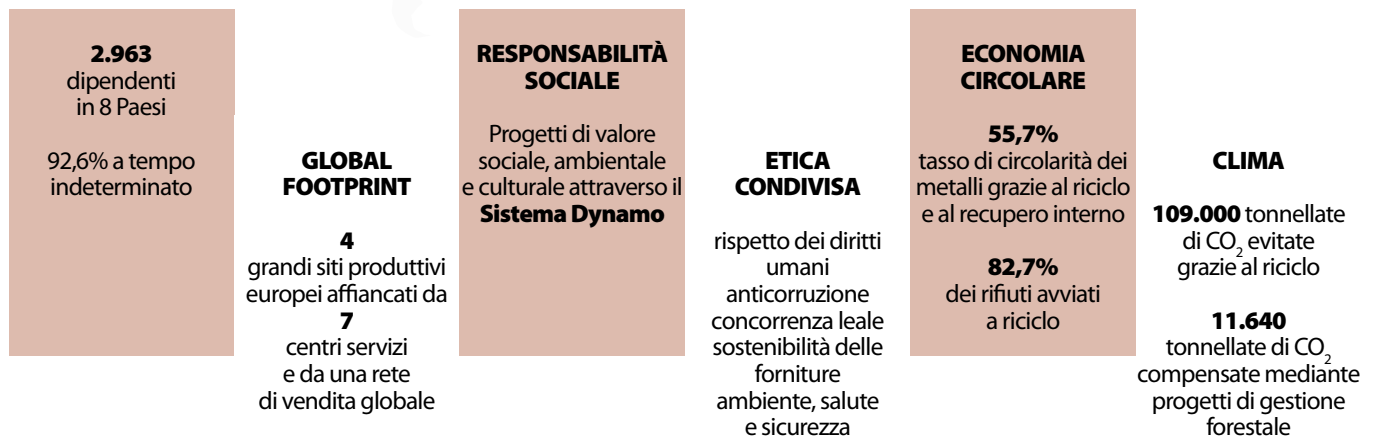 2.963
dipendenti
in 8 Paesi
92,6% a tempo
indeterminato
GLOBAL
FOOTPRINT
4
grandi siti produttivi
europei affiancati da
7
centri servizi
e da una rete
di vendita globale
RESPONSABILITÀ
SOCIALE
Progetti di valore
sociale, ambientale
e culturale attraverso il
Sistema Dynamo
ETICA
CONDIVISA
rispetto dei diritti
umani
anticorruzione
concorrenza leale
sostenibilità delle
forniture
ambiente, salute
e sicurezza
ECONOMIA
CIRCOLARE
55,7%
tasso di circolarità dei
metalli grazie al riciclo
e al recupero interno
82,7%
dei rifiuti avviati
a riciclo
CLIMA
109.000 tonnellate
di CO₂ evitate
grazie al riciclo
11.640
tonnellate di CO₂
compensate mediante
progetti di gestione
forestale